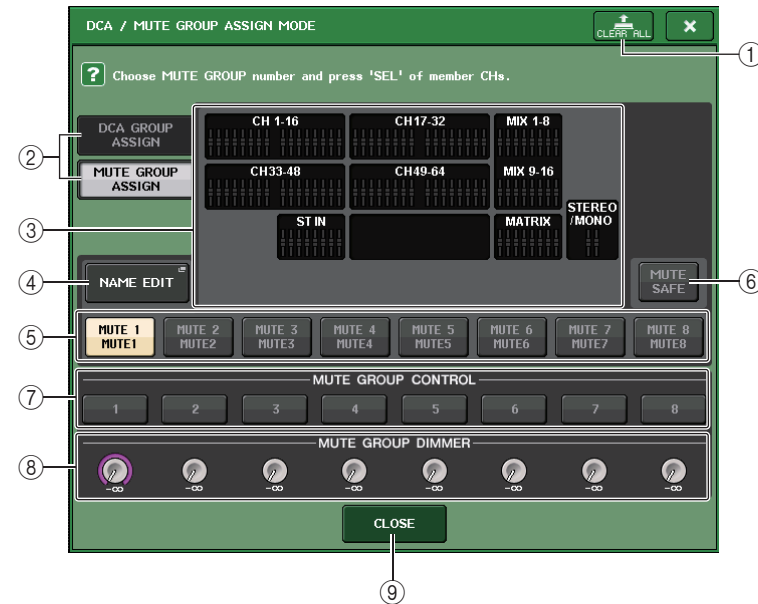 DCA / MUTE GROUP ASSIGN MODE
CLEAR ALL
×
①
? Choose MUTE GROUP number and press 'SEL' of member CHs.
②
DCA GROUP
ASSIGN
MUTE GROUP
ASSIGN
③
CH 1-16
CH17-32
MIX 1-8
CH33-48
CH49-64
MIX 9-16
ST IN
MATRIX
STEREO
/MONO
④
NAME EDIT
MUTE
SAFE
⑥
⑤
MUTE 1
MUTE1
MUTE 2
MUTE2
MUTE 3
MUTE3
MUTE 4
MUTE4
MUTE 5
MUTE5
MUTE 6
MUTE6
MUTE 7
MUTE7
MUTE 8
MUTE8
⑦
MUTE GROUP CONTROL
1 2 3 4 5 6 7 8
⑧
MUTE GROUP DIMMER
-∞ -∞ -∞ -∞ -∞ -∞ -∞ -∞
CLOSE
⑨